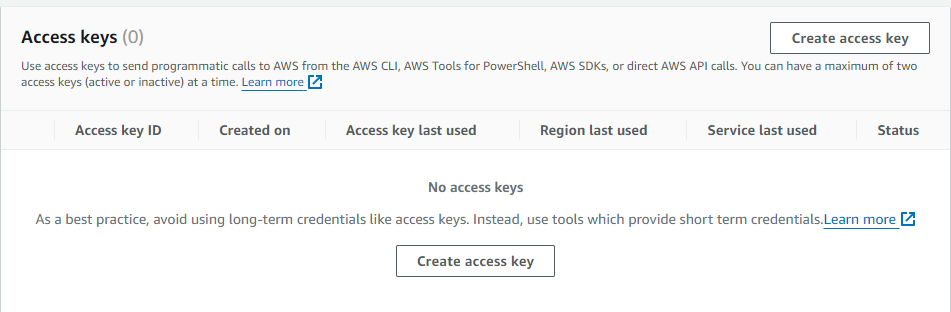 Access keys (0)
Create access key
Use access keys to send programmatic calls to AWS from the AWS CLI, AWS Tools for PowerShell, AWS SDKs, or direct AWS API calls. You can have a maximum of two
access keys (active or inactive) at a time. Learn more
Access key ID Created on Access key last used Region last used Service last used Status
No access keys
As a best practice, avoid using long-term credentials like access keys. Instead, use tools which provide short term credentials.Learn more
Create access key